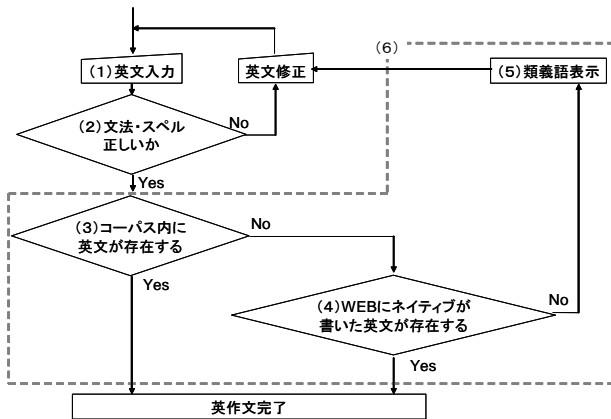 (6)
(1)英文入力
英文修正
(5)類義語表示
(2)文法・スペル
正しいか
No
Yes
(3)コーパス内に
英文が存在する
No
Yes
(4)WEBにネイティブが
書いた英文が存在する
No
Yes
英作文完了